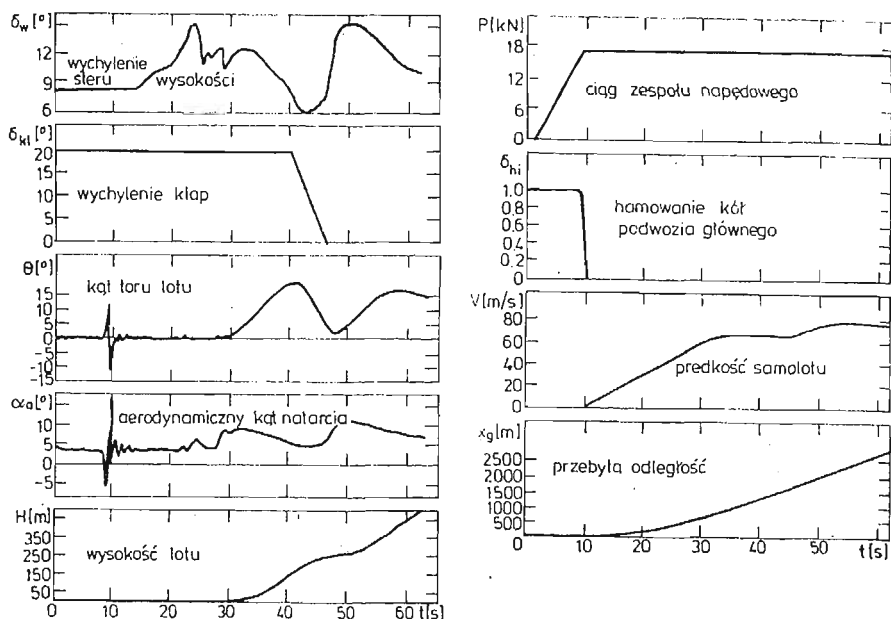 δw [°]
15
12
9
6
wychylenie
steru
wysokości
δkl [°]
20
15
10
5
0
wychylenie klap
θ[°]
15
10
5
0
-5
-10
-15
kąt toru lotu
αa[°]
15
10
5
0
-5
aerodynamiczny kąt natarcia
H[m]
350
250
150
50
wysokość lotu
0 10 20 30 40 50 60 t[s]
P[kN]
18
12
6
0
ciąg zespołu napędowego
δhi
1.0
0.8
0.6
0.4
0.2
0
hamowanie kół
podwozia głównego
V[m/s]
80
60
40
20
0
prędkość samolotu
xg[m]
2500
2000
1500
1000
500
przebyta odległość
0 10 20 30 40 50 t[s]